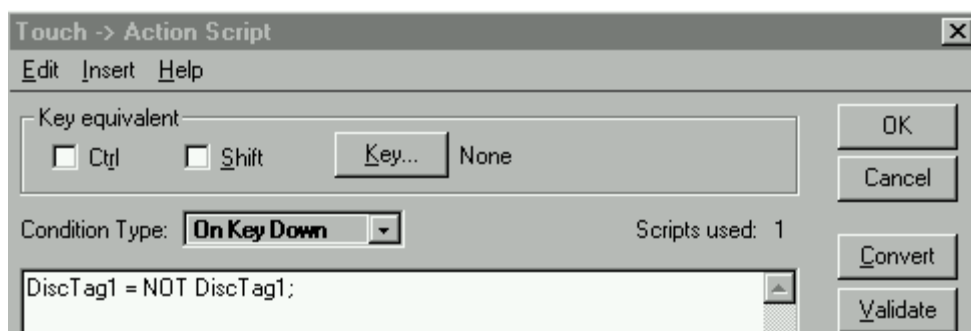 Touch -> Action Script
Edit Insert Help
Key equivalent
Ctrl Shift Key... None
OK
Cancel
Condition Type: On Key Down Scripts used: 1
Convert
DiscTag1 = NOT DiscTag1;
Validate